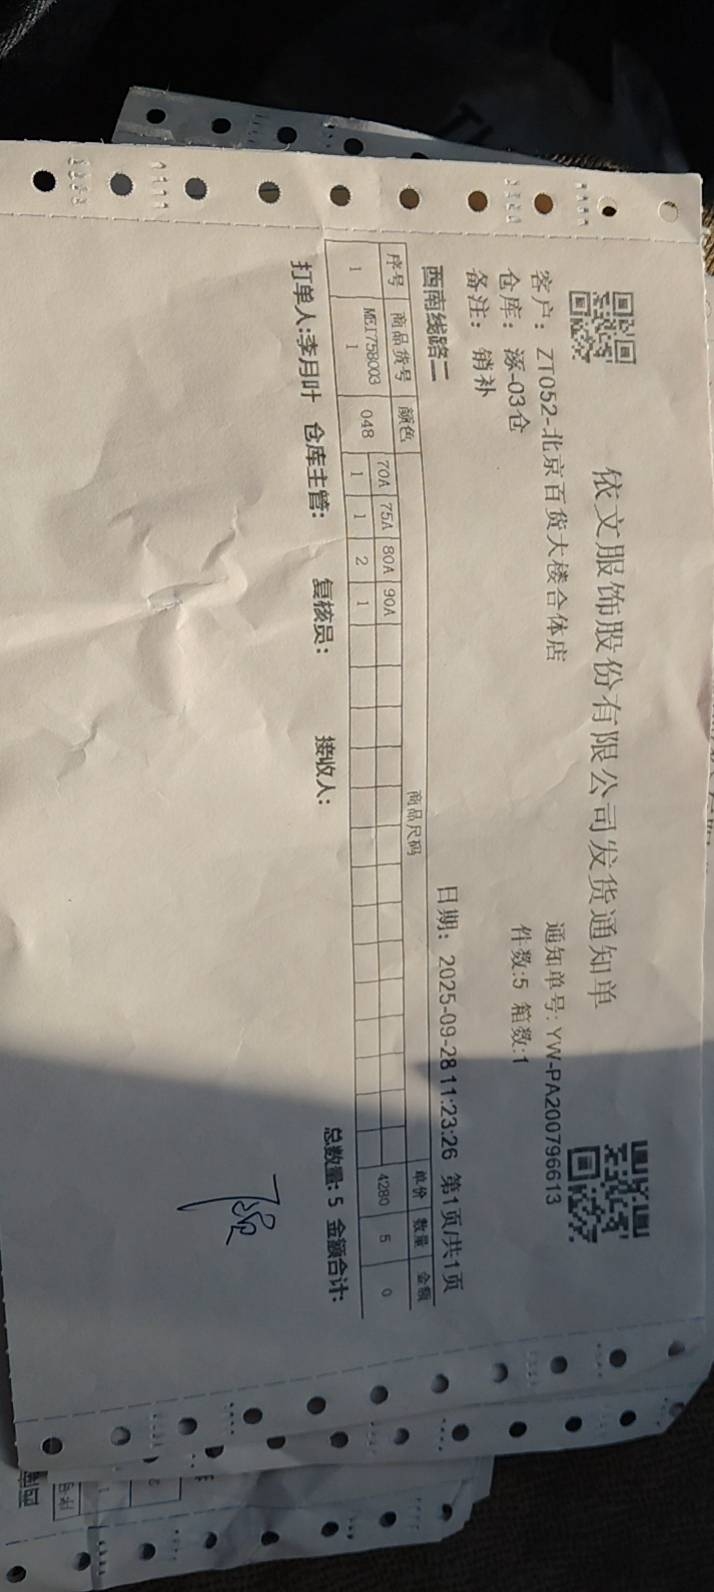 依文服饰股份有限公司发货通知单
客户：ZT052-北京百货大楼合体店 通知单号:YW-PA200796613
仓库：涿-03仓 件数:5 箱数:1
备注：销补
西南线路二 日期：2025-09-28 11:23:26 第1页/共1页
序号 商品货号 颜色 商品尺码 单价 数量 金额
70A 75A 80A 90A
1 MEI758003 1 048 1 1 2 1 4280 5 0
打单人:李月叶 仓库主管: 复核员: 接收人: 总数量: 5 金额合计: